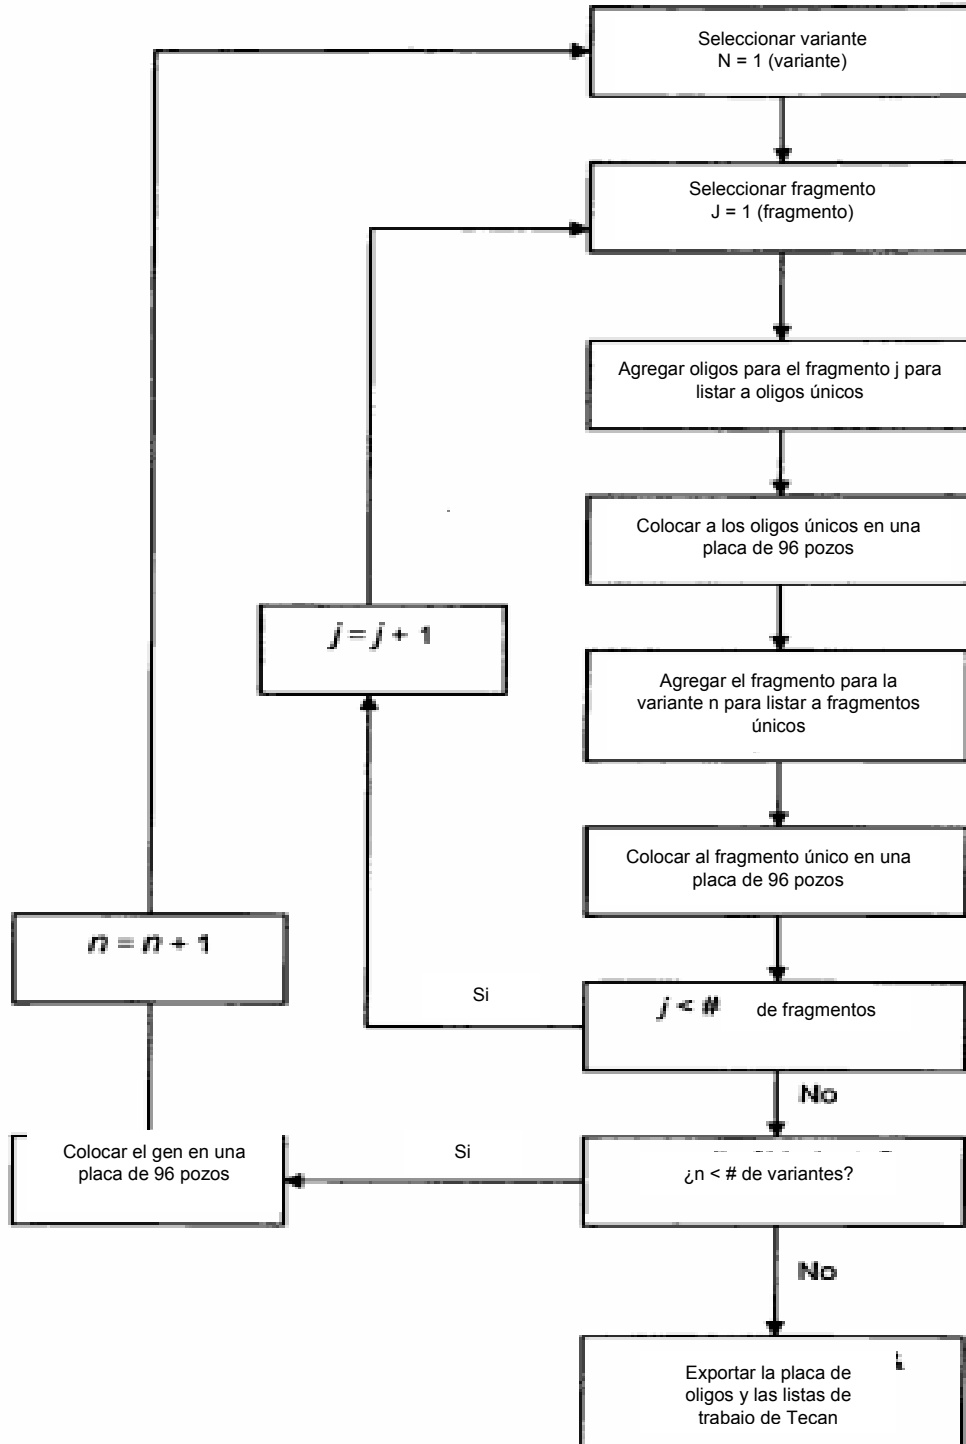 Seleccionar variante
N = 1 (variante)
Seleccionar fragmento
J = 1 (fragmento)
Agregar oligos para el fragmento j para
listar a oligos únicos
Colocar a los oligos únicos en una
placa de 96 pozos
j = j + 1
Agregar el fragmento para la
variante n para listar a fragmentos
únicos
Colocar al fragmento único en una
placa de 96 pozos
n = n + 1
Si
j < # de fragmentos
No
Colocar el gen en una
placa de 96 pozos
Si
¿n < # de variantes?
No
Exportar la placa de
oligos y las listas de
trabaio de Tecan